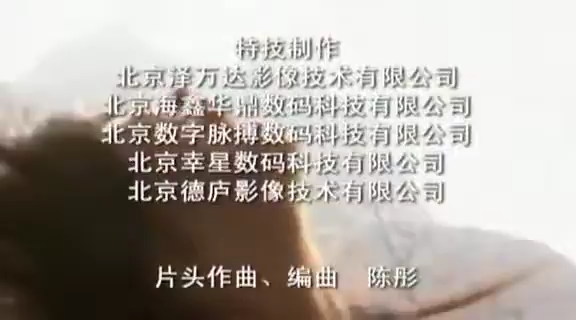 特技制作
北京泽万达影像技术有限公司
北京海鑫华鼎数码科技有限公司
北京数字脉搏数码科技有限公司
北京幸星数码科技有限公司
北京德庐影像技术有限公司
片头作曲、编曲 陈彤